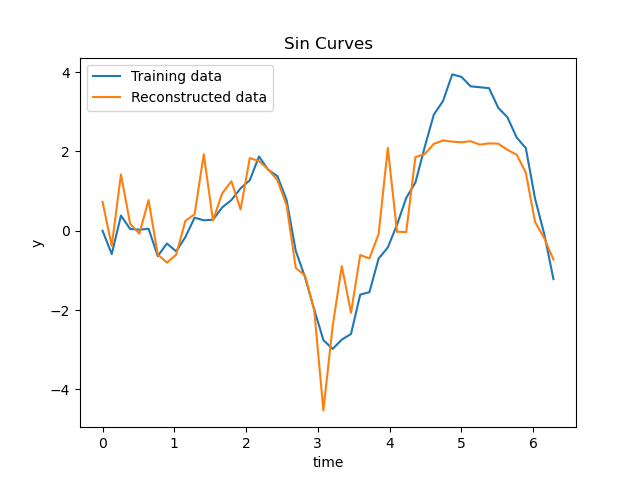 Sin Curves
Training data
Reconstructed data
4
2
0
−2
−4
y
0 1 2 3 4 5 6
time